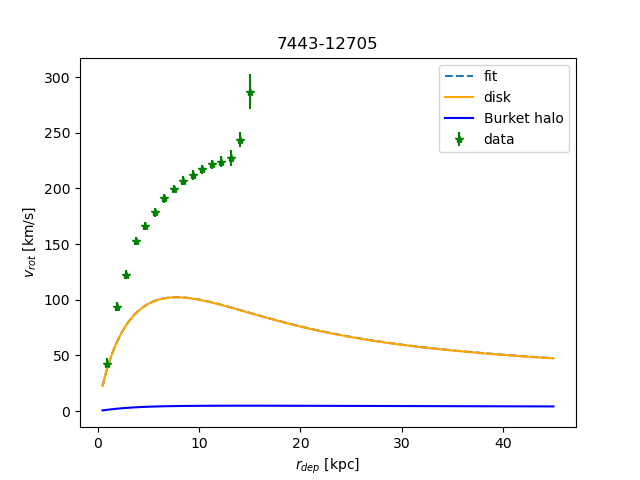 7443-12705
fit
disk
Burket halo
data
300
250
200
150
100
50
0
v_rot [km/s]
0 10 20 30 40
r_dep [kpc]